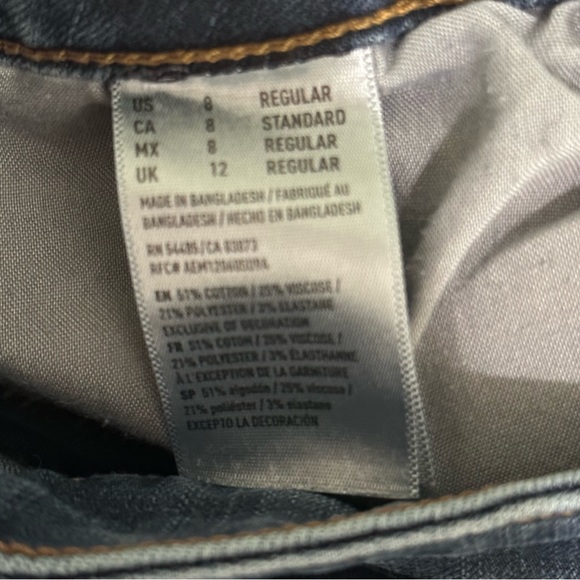 US 8 REGULAR
CA 8 STANDARD
MX 8 REGULAR
UK 12 REGULAR
MADE IN BANGLADESH / FABRIQUÉ AU
BANGLADESH / HECHO EN BANGLADESH
RN 54485 / CA 03073
RFC#
EN 51% COTTON / 25% VISCOSE /
21% POLYESTER / 3% ELASTANE
EXCLUSIVE OF DECORATION
FR 51% COTON / 25% VISCOSE /
21% POLYESTER / 3% ÉLASTHANNE
À L'EXCEPTION DE LA GARNITURE
SP 51% algodón / 25% viscosa /
21% poliéster / 3% elastane
EXCEPTO LA DECORACIÓN